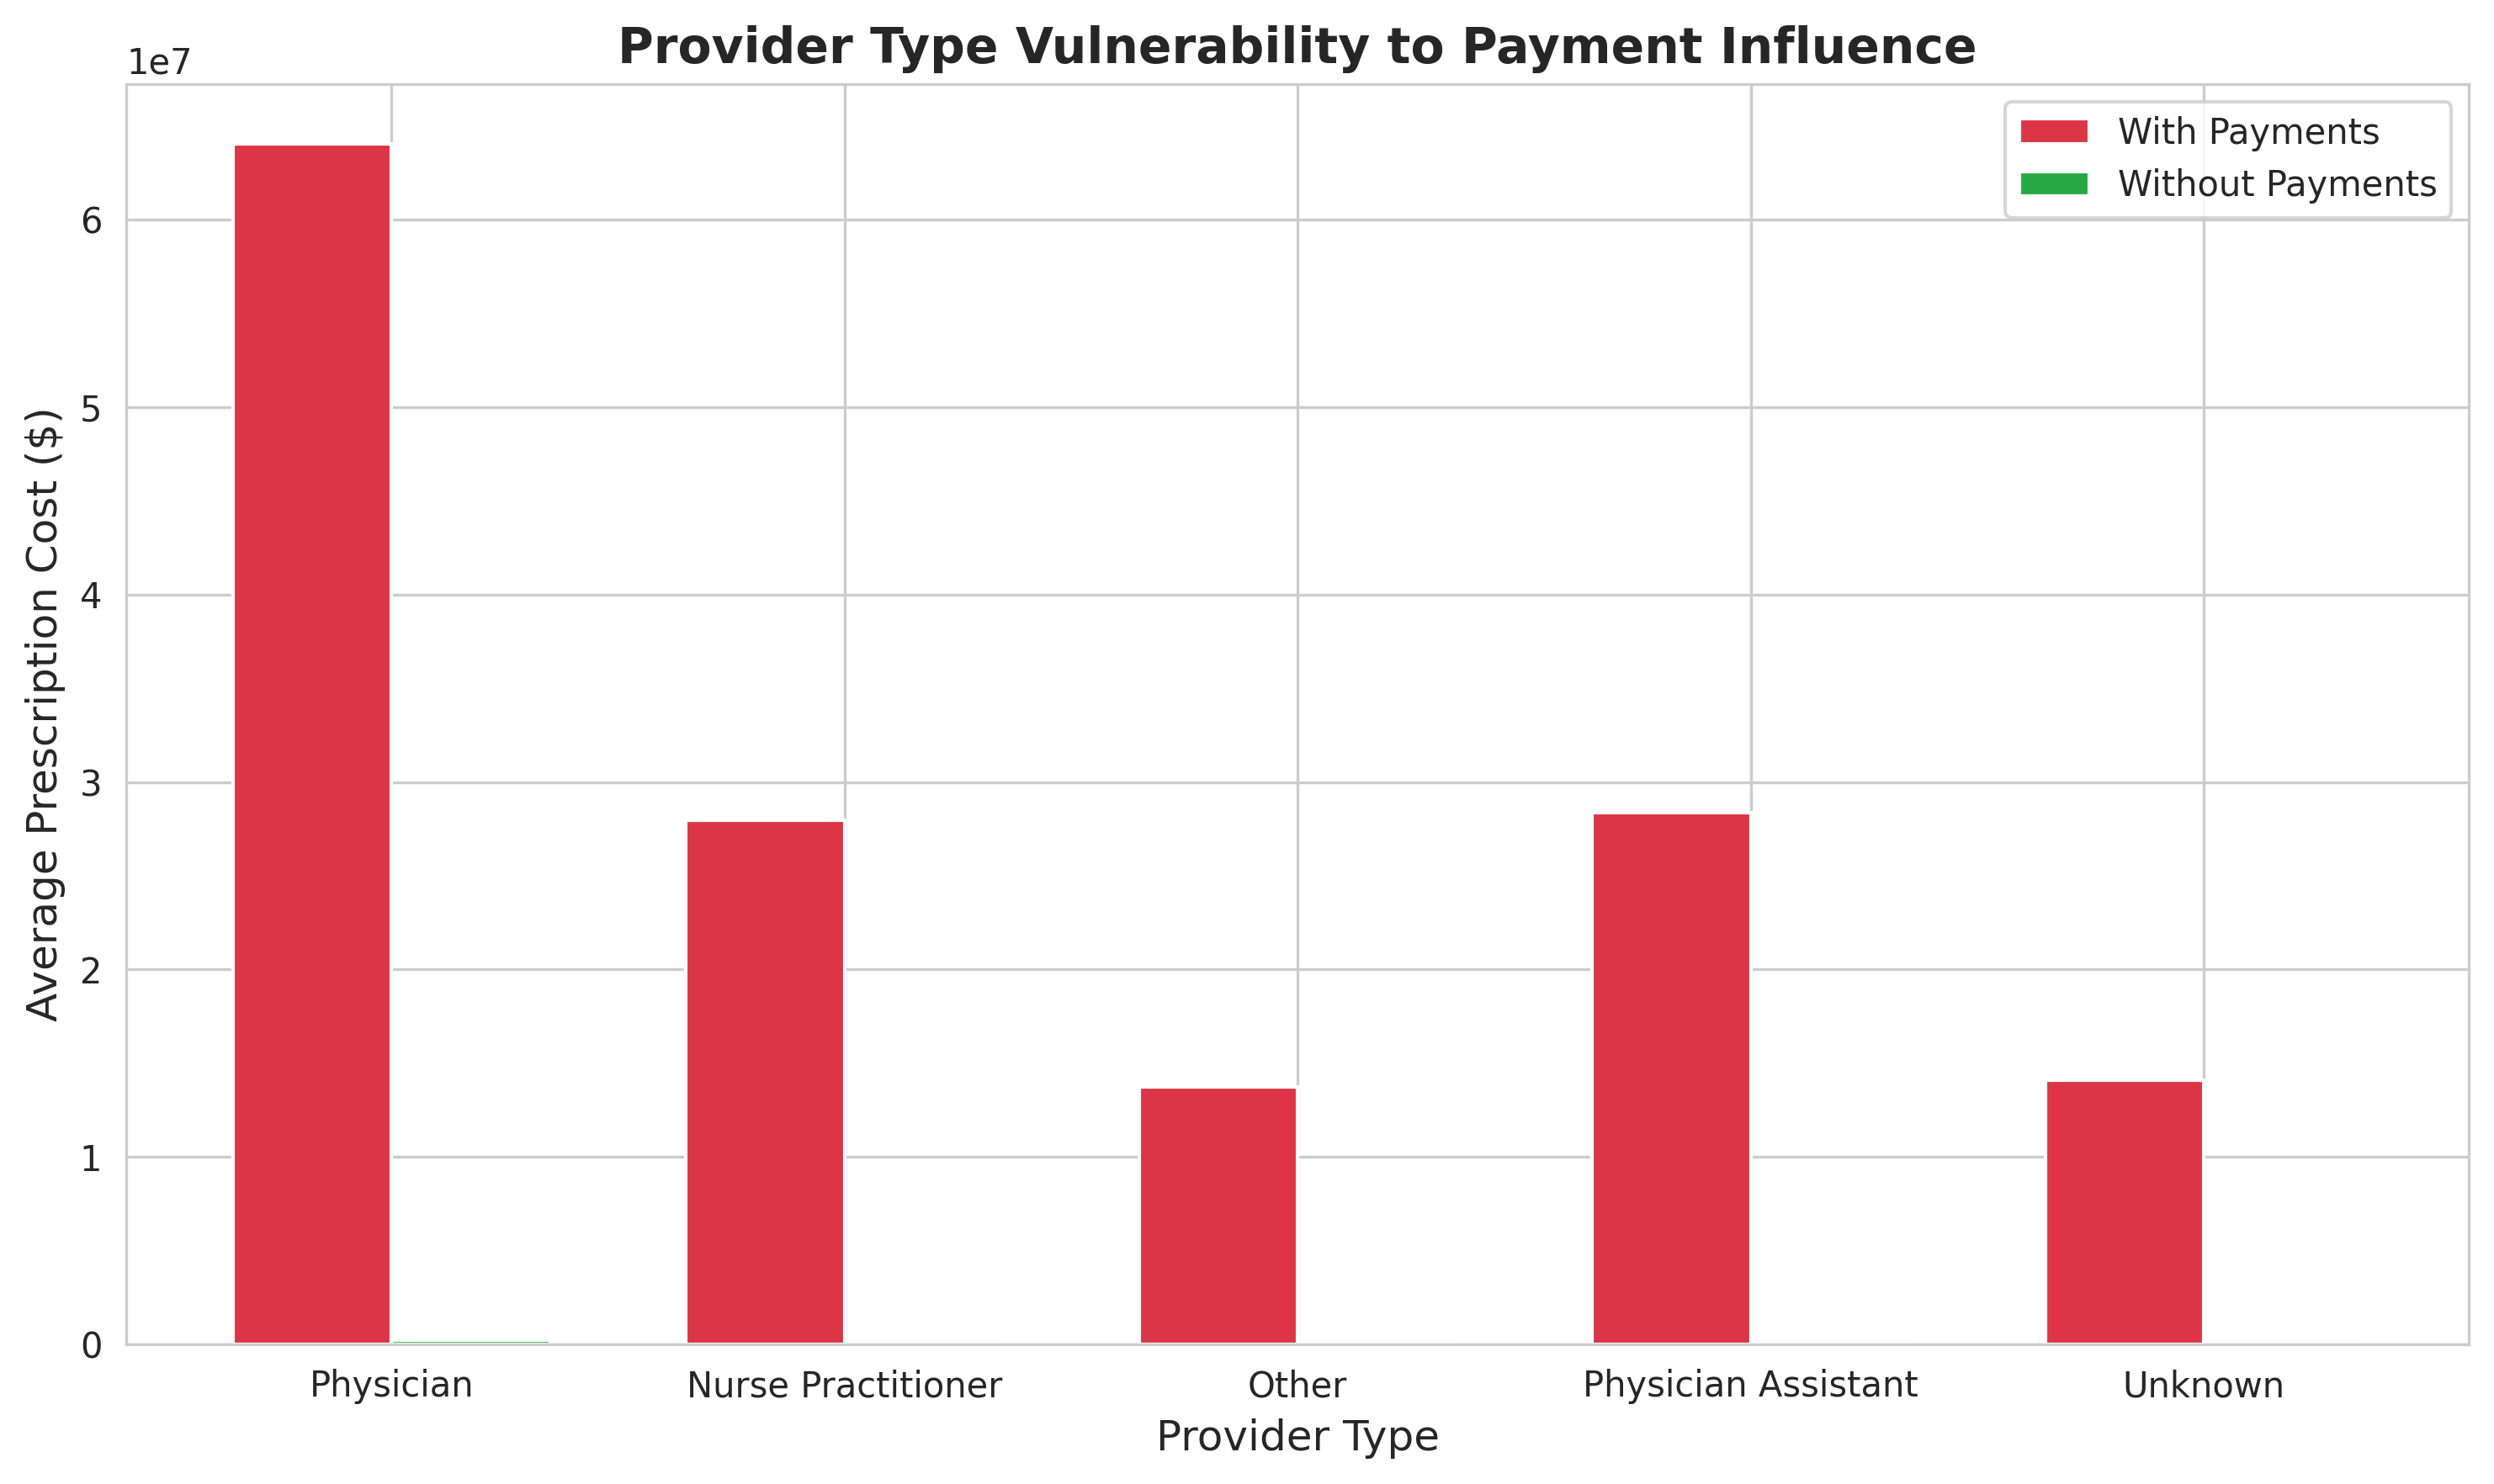 Provider Type Vulnerability to Payment Influence
1e7
With Payments
Without Payments
Average Prescription Cost ($)
6
5
4
3
2
1
0
Physician
Nurse Practitioner
Other
Physician Assistant
Unknown
Provider Type